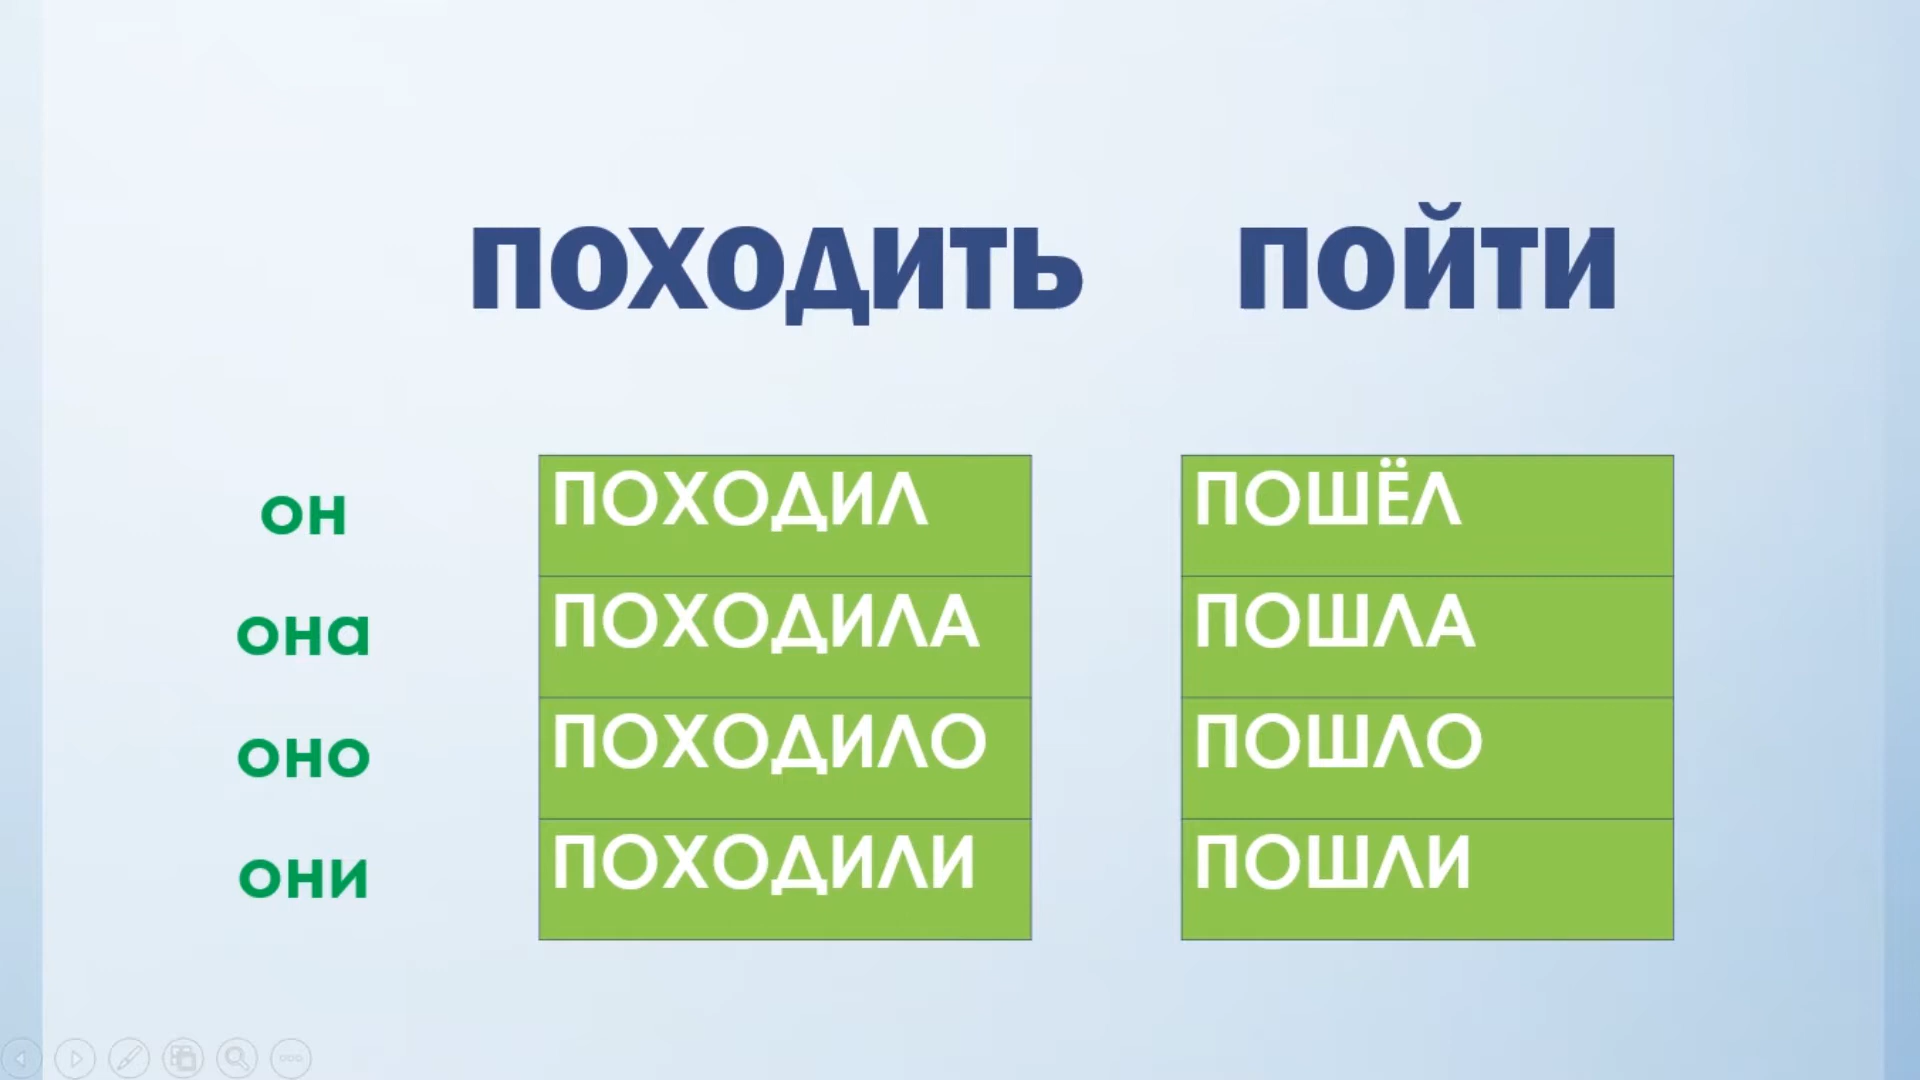 ПОХОДИТЬ ПОЙТИ
он ПОХОДИЛ ПОШЁЛ
она ПОХОДИЛА ПОШЛА
оно ПОХОДИЛО ПОШЛО
они ПОХОДИЛИ ПОШЛИ